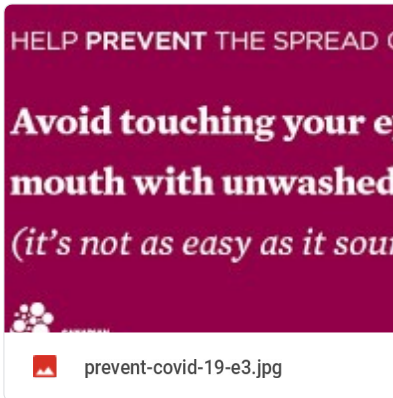 HELP PREVENT THE SPREAD
Avoid touching your
mouth with unwashed
(it's not as easy as it
prevent-covid-19-e3.jpg